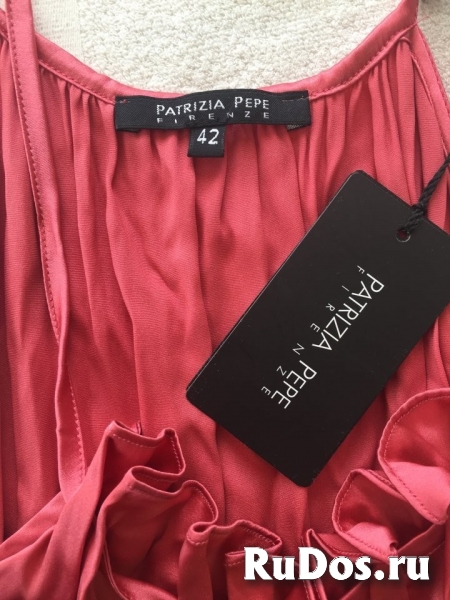 PATRIZIA PEPE
FIRENZE
42
PATRIZIA PEPE
FIRENZE
RuDos.ru